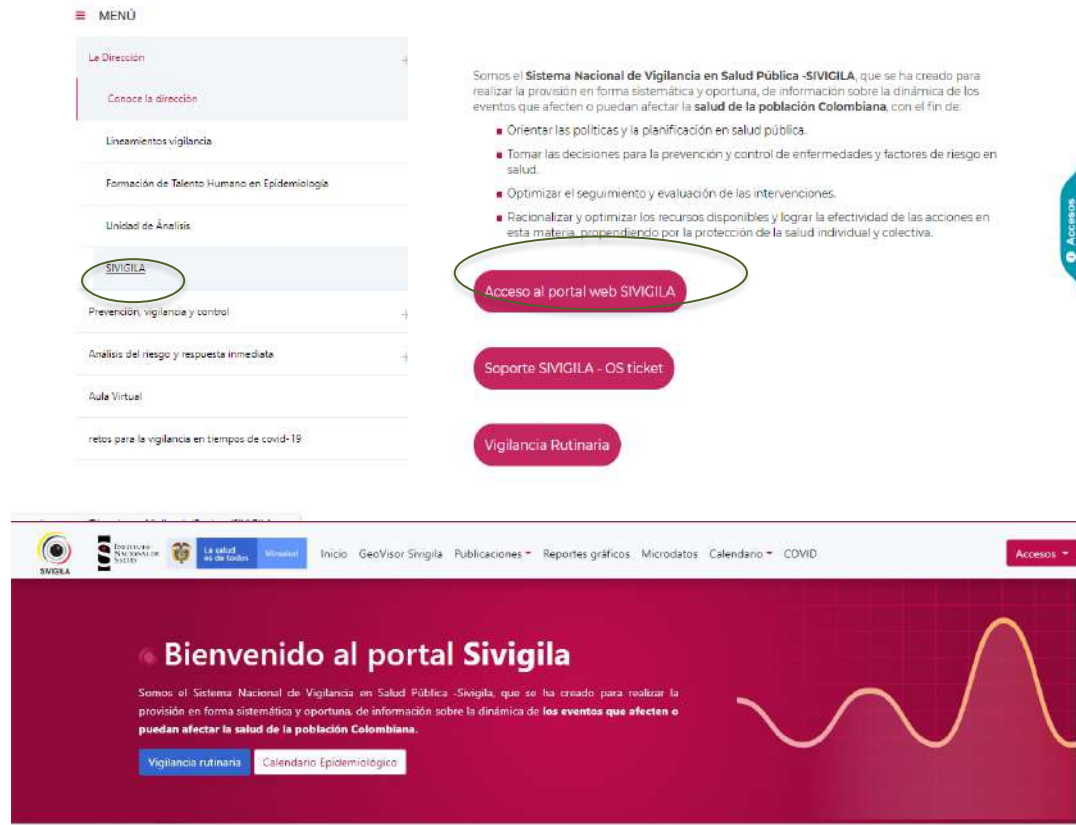 MENÚ
La Dirección
Conoce la dirección
Lineamientos vigilancia
Formación de Talento Humano en Epidemiología
Unidad de Ánalisis
SIVIGILA
Prevención, vigilancia y control
Análisis del riesgo y respuesta inmediata
Aula Virtual
retos para la vigilancia en tiempos de covid-19
Somos el Sistema Nacional de Vigilancia en Salud Pública -SIVIGILA, que se ha creado para
realizar la provisión en forma sistemática y oportuna, de información sobre la dinámica de los
eventos que afecten o puedan afectar la salud de la población Colombiana, con el fin de:
Orientar las políticas y la planificación en salud pública.
Tomar las decisiones para la prevención y control de enfermedades y factores de riesgo en
salud.
Optimizar el seguimiento y evaluación de las intervenciones.
Racionalizar y optimizar los recursos disponibles y lograr la efectividad de las acciones en
esta materia, propendiendo por la protección de la salud individual y colectiva.
Acceso al portal web SIVIGILA
Soporte SIVIGILA - OS ticket
Vigilancia Rutinaria
Accesos
SIVIGILA
Instituto
Nacional de
Salud
La salud
es de todos
Minsalud
Inicio GeoVisor Sivigila Publicaciones Reportes gráficos Microdatos Calendario COVID
Accesos
Bienvenido al portal Sivigila
Somos el Sistema Nacional de Vigilancia en Salud Pública -Sivigila, que se ha creado para realizar la
provisión en forma sistemática y oportuna, de información sobre la dinámica de los eventos que afecten o
puedan afectar la salud de la población Colombiana.
Vigilancia rutinaria
Calendario Epidemiológico